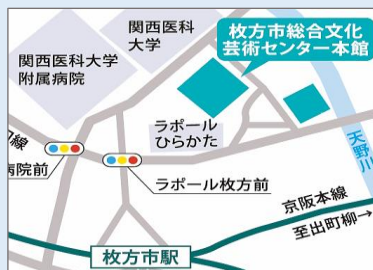 関西医科大学
附属病院
関西医科
大学
枚方市総合文化
芸術センター本館
ラポール
ひらかた
天野川
線
病院前
ラポール枚方前
京阪本線
至出町柳→
枚方市駅